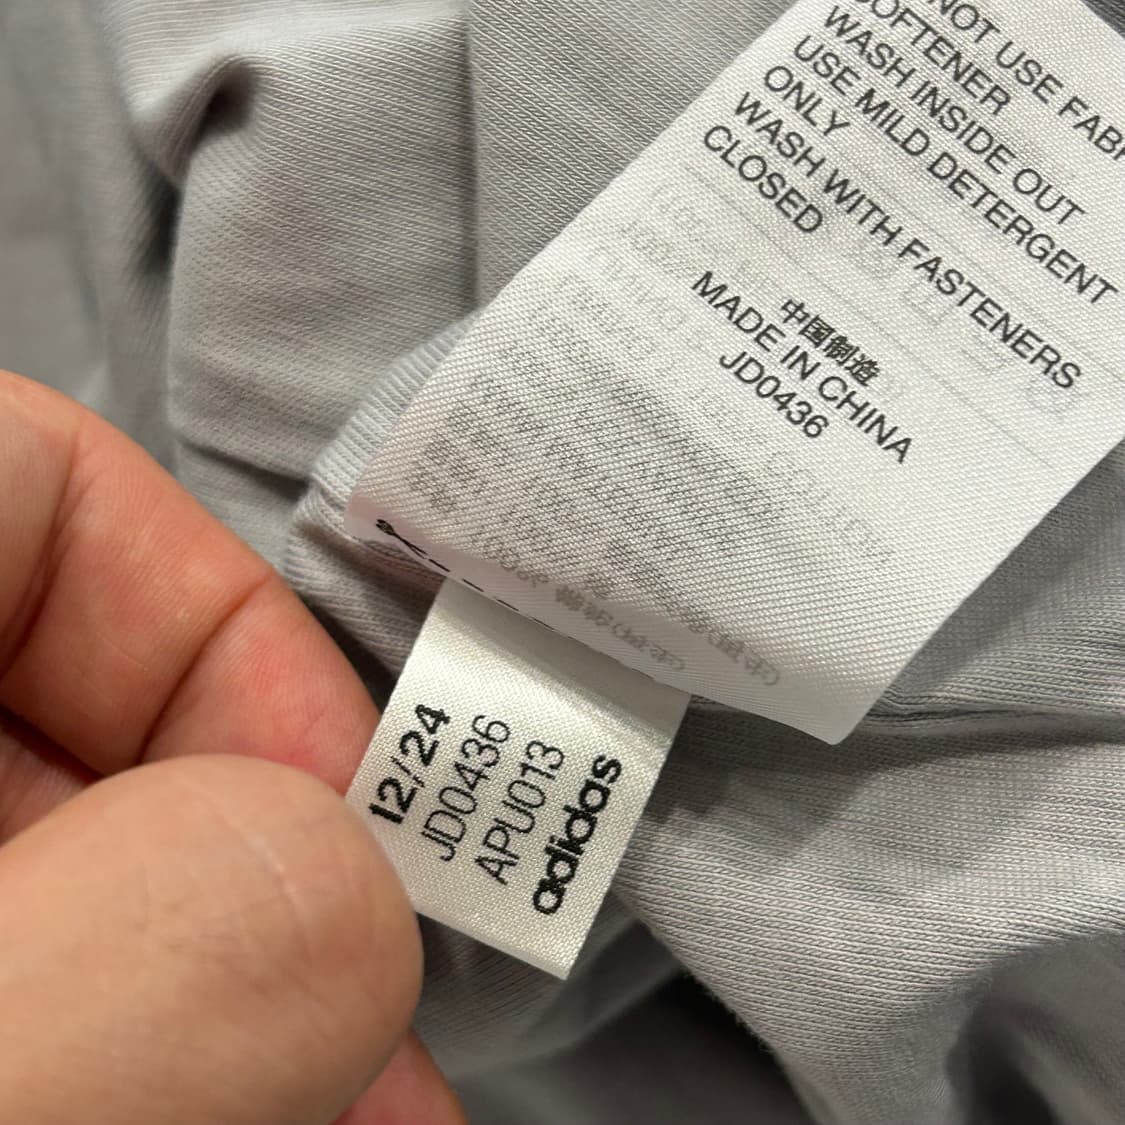 NOT USE FABR
SOFTENER
WASH INSIDE OUT
USE MILD DETERGENT
ONLY
WASH WITH FASTENERS
CLOSED
中国制造
MADE IN CHINA
JD0436
12/24
JD0436
APU013
adidas